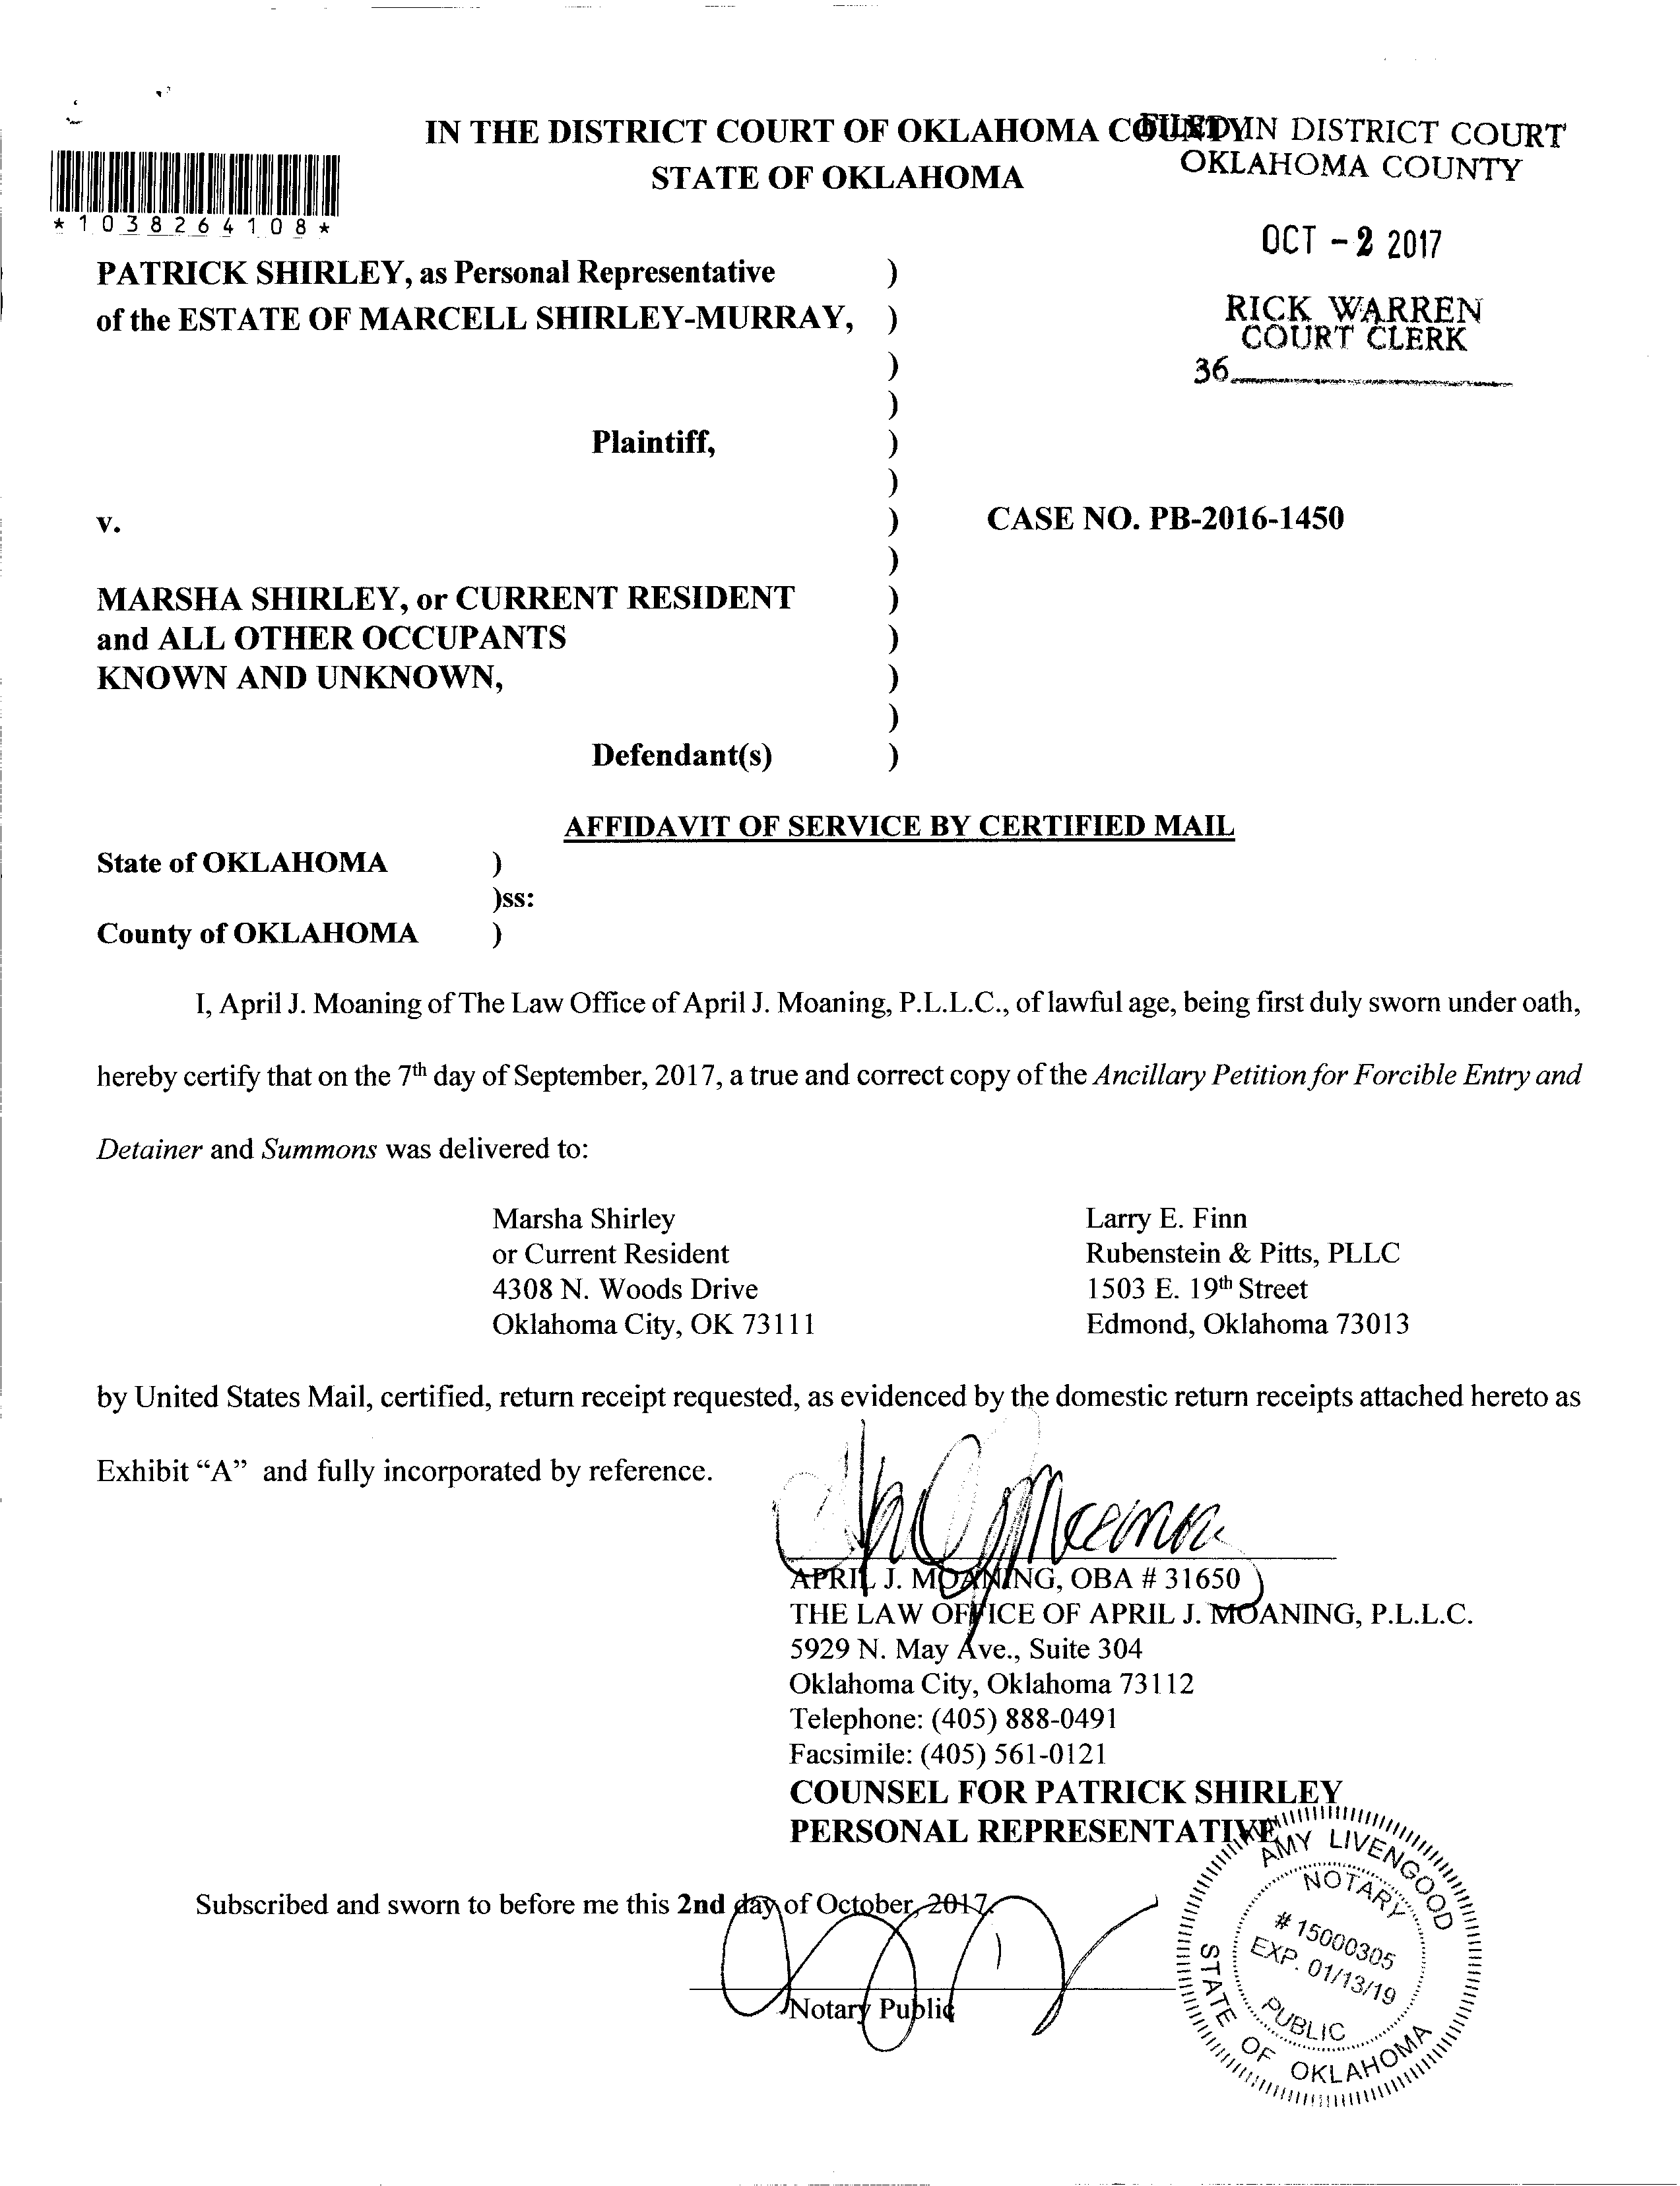 IN THE DISTRICT COURT OF OKLAHOMA COUNTY
STATE OF OKLAHOMA
FILED IN DISTRICT COURT
OKLAHOMA COUNTY
OCT -2 2017
RICK WARREN
COURT CLERK
36
*1038264108*
PATRICK SHIRLEY, as Personal Representative )
of the ESTATE OF MARCELL SHIRLEY-MURRAY, )
)
)
Plaintiff, )
)
v. ) CASE NO. PB-2016-1450
)
MARSHA SHIRLEY, or CURRENT RESIDENT )
and ALL OTHER OCCUPANTS )
KNOWN AND UNKNOWN, )
)
Defendant(s) )
AFFIDAVIT OF SERVICE BY CERTIFIED MAIL
State of OKLAHOMA )
)ss:
County of OKLAHOMA )
I, April J. Moaning of The Law Office of April J. Moaning, P.L.L.C., of lawful age, being first duly sworn under oath,
hereby certify that on the 7th day of September, 2017, a true and correct copy of the Ancillary Petition for Forcible Entry and
Detainer and Summons was delivered to:
Marsha Shirley
or Current Resident
4308 N. Woods Drive
Oklahoma City, OK 73111
Larry E. Finn
Rubenstein & Pitts, PLLC
1503 E. 19th Street
Edmond, Oklahoma 73013
by United States Mail, certified, return receipt requested, as evidenced by the domestic return receipts attached hereto as
Exhibit “A” and fully incorporated by reference.
APRIL J. MOANING, OBA # 31650
THE LAW OFFICE OF APRIL J. MOANING, P.L.L.C.
5929 N. May Ave., Suite 304
Oklahoma City, Oklahoma 73112
Telephone: (405) 888-0491
Facsimile: (405) 561-0121
COUNSEL FOR PATRICK SHIRLEY
PERSONAL REPRESENTATIVE
Subscribed and sworn to before me this 2nd day of October, 2017.
Notary Public
AMY LIVENGOOD
NOTARY
# 15000305
EXP. 01/13/19
PUBLIC
STATE OF OKLAHOMA